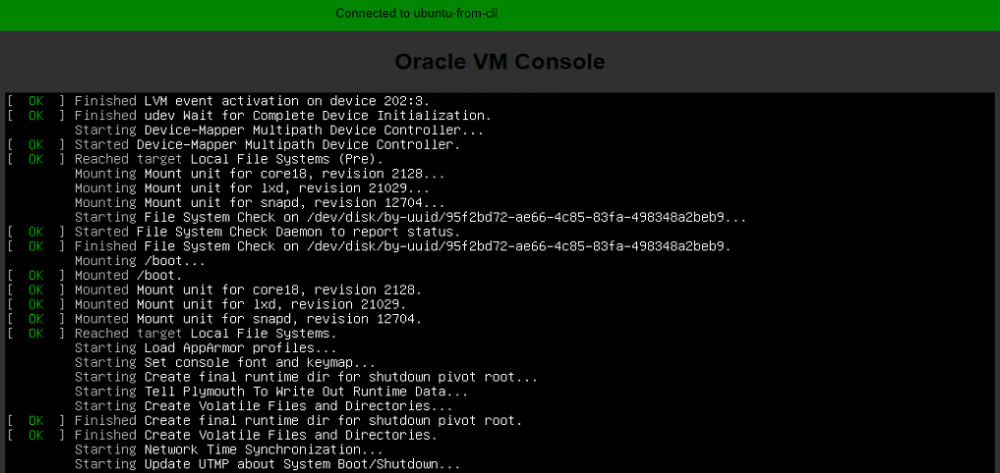 Connected to ubuntu-from-cli
Oracle VM Console
[  OK  ] Finished LVM event activation on device 202:3.
[  OK  ] Finished udev Wait for Complete Device Initialization.
Starting Device-Mapper Multipath Device Controller...
[  OK  ] Started Device-Mapper Multipath Device Controller.
[  OK  ] Reached target Local File Systems (Pre).
Mounting Mount unit for core18, revision 2128...
Mounting Mount unit for lxd, revision 21029...
Mounting Mount unit for snapd, revision 12704...
Starting File System Check on /dev/disk/by-uuid/95f2bd72-ae66-4c85-83fa-498348a2beb9...
[  OK  ] Started File System Check Daemon to report status.
[  OK  ] Finished File System Check on /dev/disk/by-uuid/95f2bd72-ae66-4c85-83fa-498348a2beb9.
Mounting /boot...
[  OK  ] Mounted /boot.
[  OK  ] Mounted Mount unit for core18, revision 2128.
[  OK  ] Mounted Mount unit for lxd, revision 21029.
[  OK  ] Mounted Mount unit for snapd, revision 12704.
[  OK  ] Reached target Local File Systems.
Starting Load AppArmor profiles...
Starting Set console font and keymap...
Starting Create final runtime dir for shutdown pivot root...
Starting Tell Plymouth To Write Out Runtime Data...
Starting Create Volatile Files and Directories...
[  OK  ] Finished Create final runtime dir for shutdown pivot root.
[  OK  ] Finished Create Volatile Files and Directories.
Starting Network Time Synchronization...
Starting Update UTMP about System Boot/Shutdown...